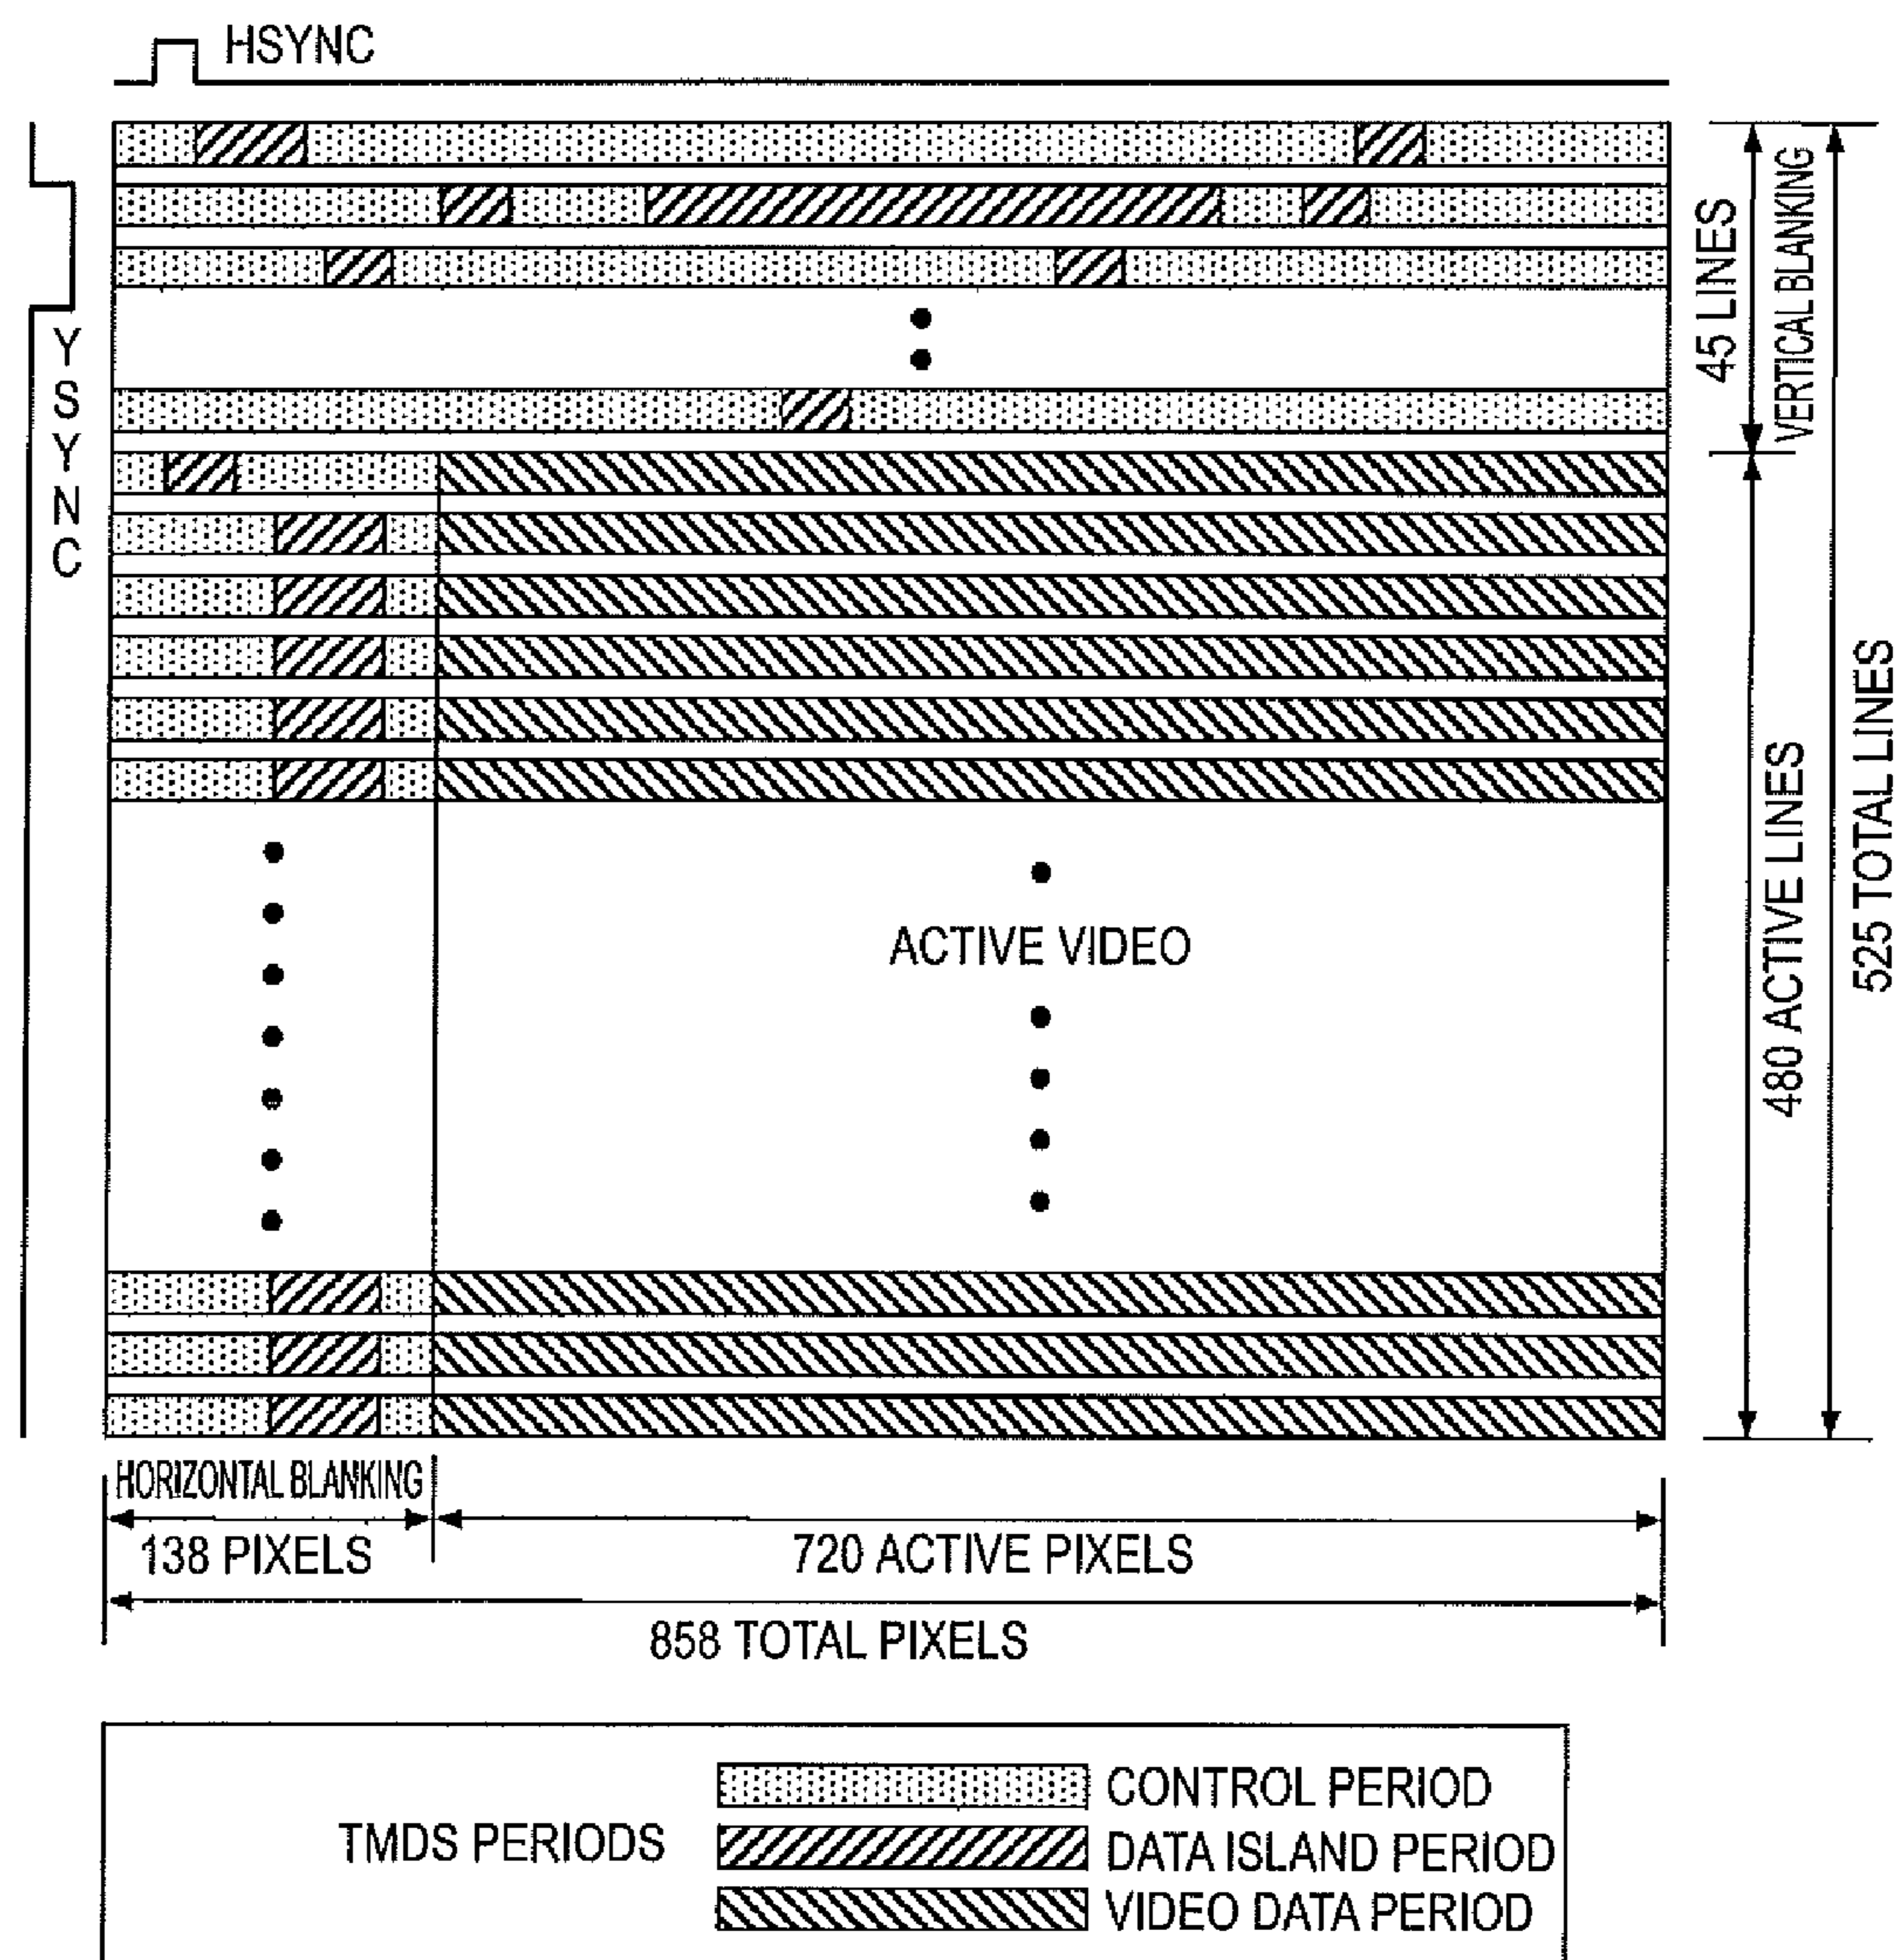 HSYNC
YSYNC
45 LINES
VERTICAL BLANKING
480 ACTIVE LINES
525 TOTAL LINES
ACTIVE VIDEO
HORIZONTAL BLANKING
138 PIXELS
720 ACTIVE PIXELS
858 TOTAL PIXELS
TMDS PERIODS
CONTROL PERIOD
DATA ISLAND PERIOD
VIDEO DATA PERIOD